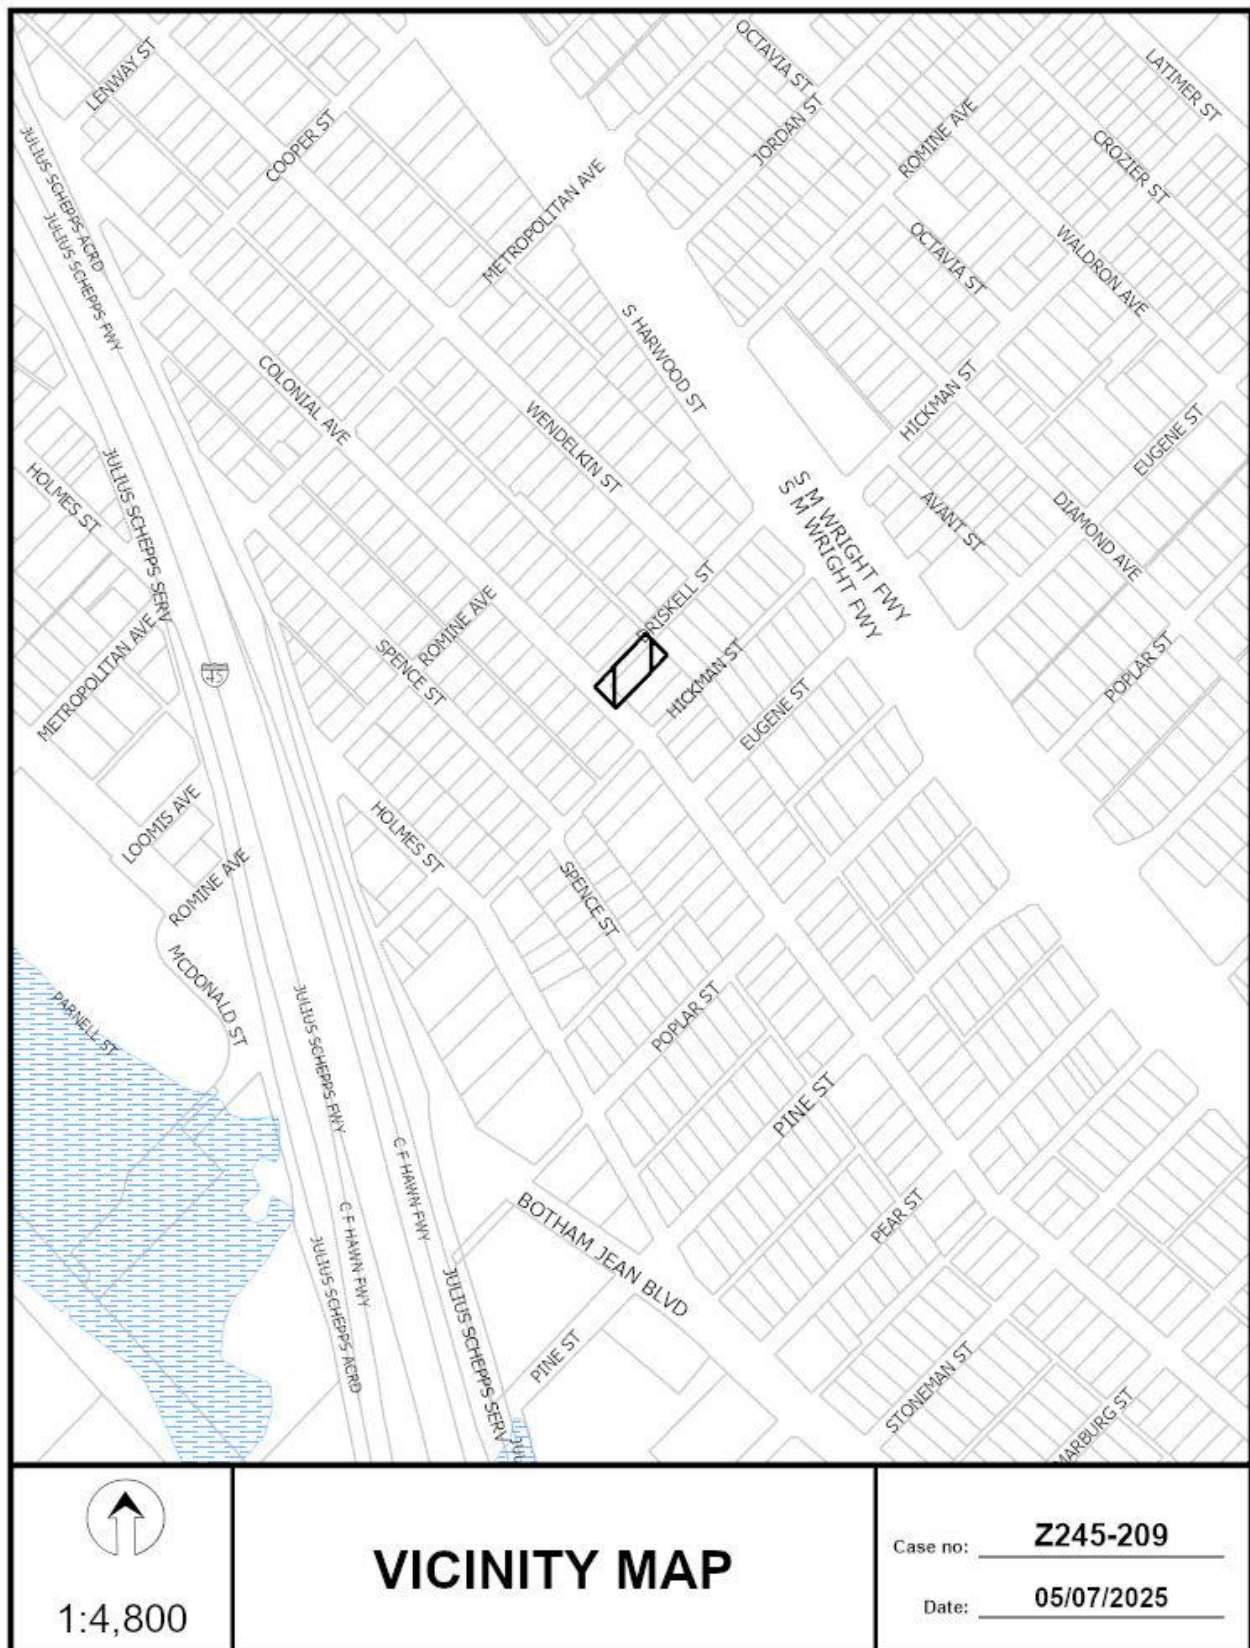 OCTAVIA ST
LATIMER ST
LENWAY ST
COOPER ST
JORDAN ST
ROMINE AVE
CROZIER ST
JULIUS SCHEPPS ACRD
JULIUS SCHEPPS FWY
METROPOLITAN AVE
OCTAVIA ST
WALDRON AVE
S HARWOOD ST
COLONIAL AVE
HICKMAN ST
WENDELKIN ST
EUGENE ST
HOLMES ST
JULIUS SCHEPPS SERV
S M WRIGHT FWY
S M WRIGHT FWY
AVANT ST
DIAMOND AVE
DRISKELL ST
ROMINE AVE
SPENCE ST
METROPOLITAN AVE
45
HICKMAN ST
EUGENE ST
POPLAR ST
LOOMIS AVE
HOLMES ST
ROMINE AVE
SPENCE ST
MCDONALD ST
PARNELL ST
JULIUS SCHEPPS FWY
POPLAR ST
PINE ST
C F HAWN FWY
C F HAWN FWY
JULIUS SCHEPPS ACRD
BOTHAM JEAN BLVD
PEAR ST
JULIUS SCHEPPS SERV
PINE ST
STONEMAN ST
MARBURG ST
JUL
1:4,800
VICINITY MAP
Case no: Z245-209
Date: 05/07/2025